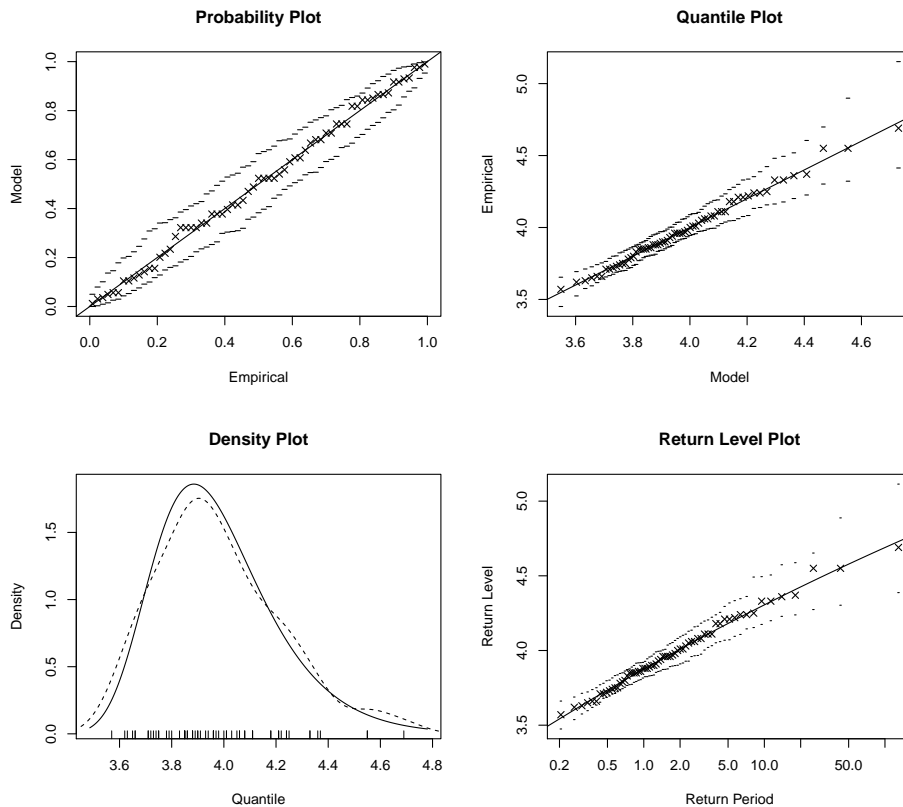 Probability Plot
Model
0.0 0.2 0.4 0.6 0.8 1.0
0.0 0.2 0.4 0.6 0.8 1.0
Empirical
Quantile Plot
Empirical
3.5 4.0 4.5 5.0
3.6 3.8 4.0 4.2 4.4 4.6
Model
Density Plot
Density
0.0 0.5 1.0 1.5
3.6 3.8 4.0 4.2 4.4 4.6 4.8
Quantile
Return Level Plot
Return Level
3.5 4.0 4.5 5.0
0.2 0.5 1.0 2.0 5.0 10.0 50.0
Return Period